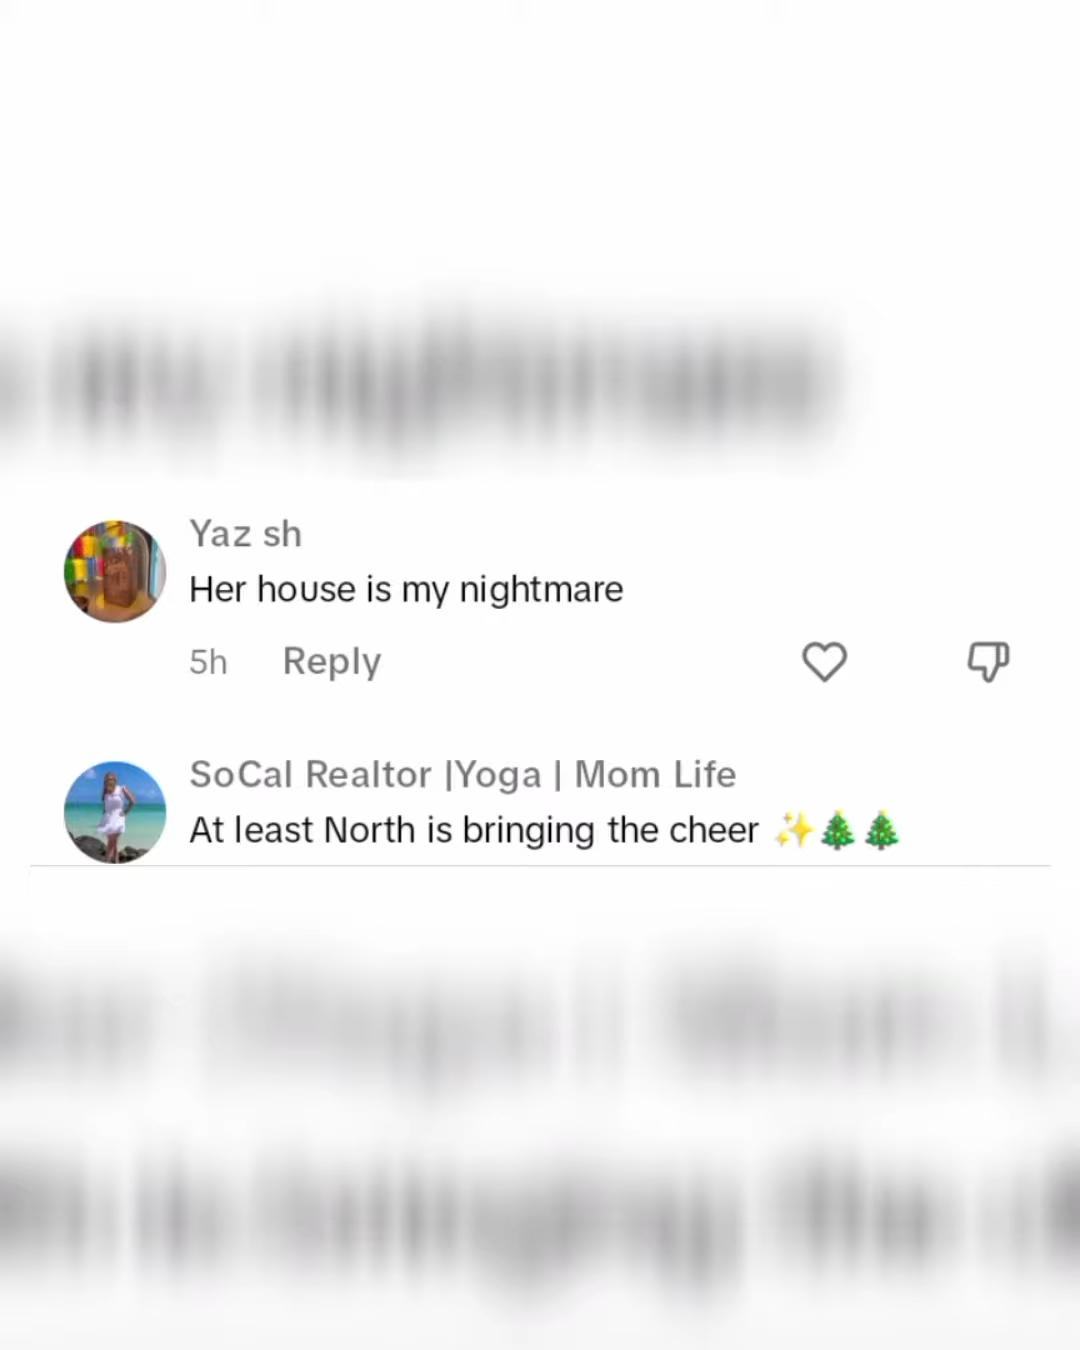 Yaz sh
Her house is my nightmare
5h Reply
SoCal Realtor |Yoga | Mom Life
At least North is bringing the cheer ✨🎄🎄